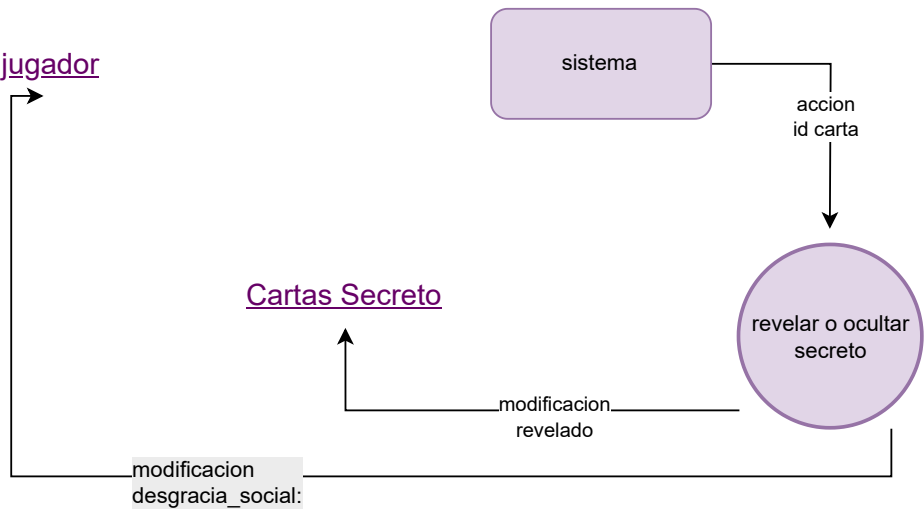 jugador
sistema
accion
id carta
Cartas Secreto
revelar o ocultar
secreto
modificacion
revelado
modificacion
desgracia_social: